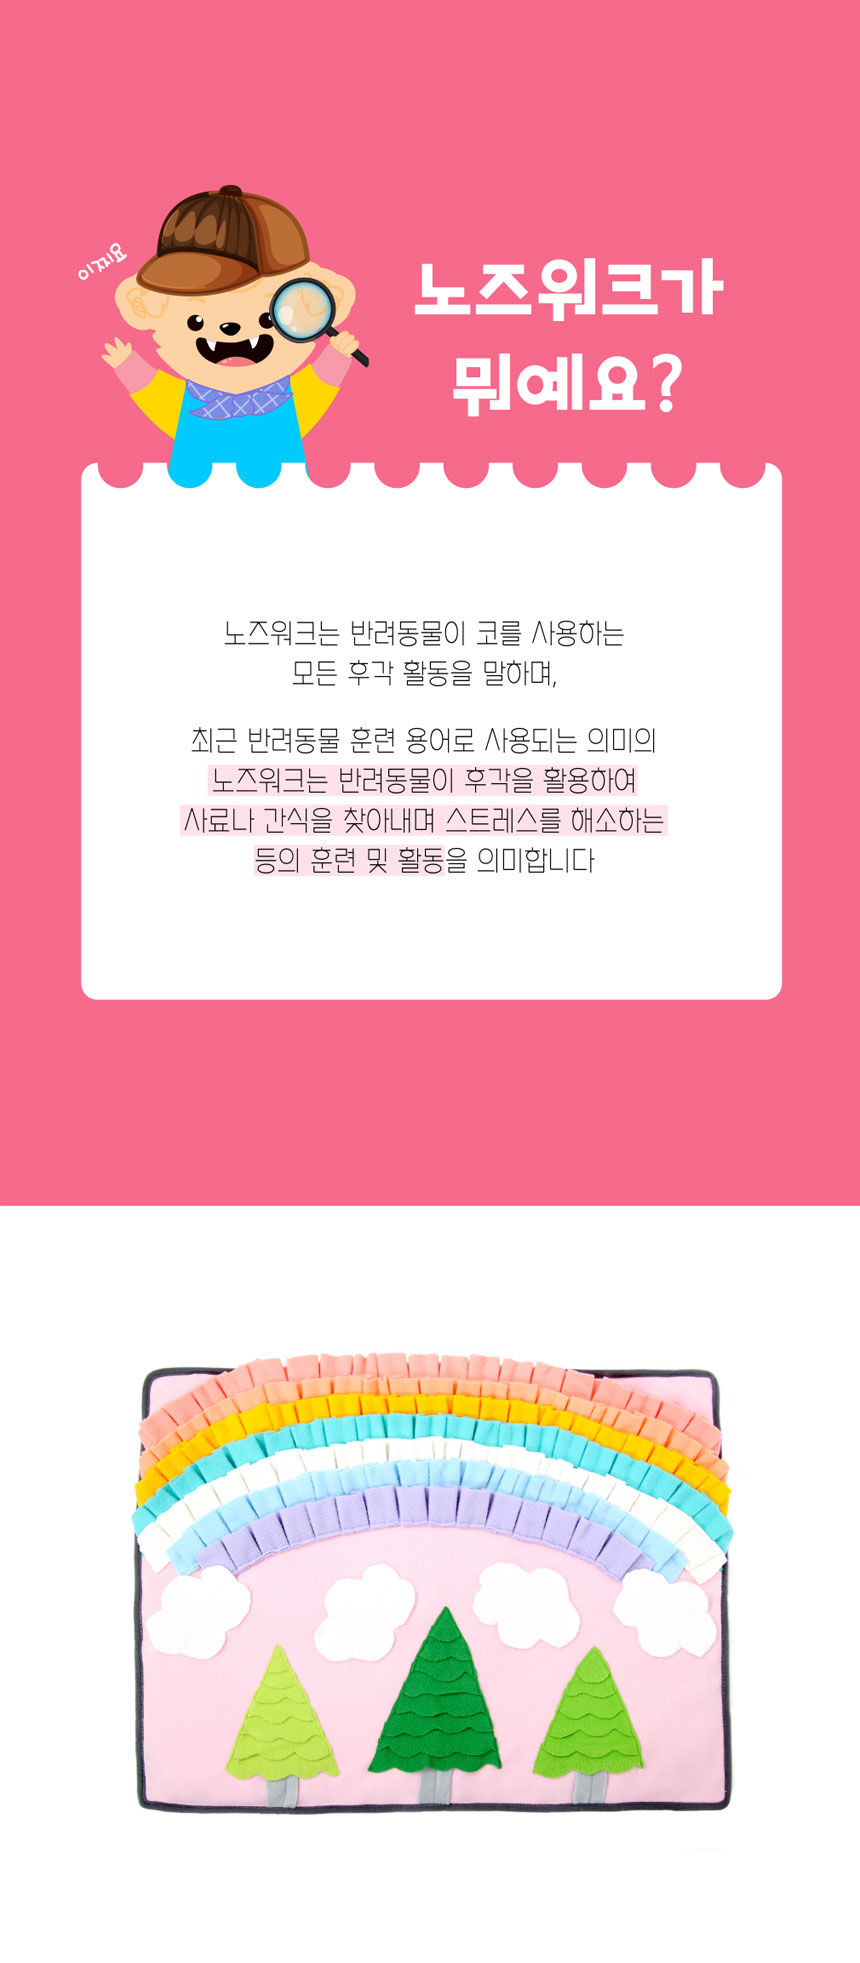 이찌요
노즈워크가
뭐예요?
노즈워크는 반려동물이 코를 사용하는
모든 후각 활동을 말하며,
최근 반려동물 훈련 용어로 사용되는 의미의
노즈워크는 반려동물이 후각을 활용하여
사료나 간식을 찾아내며 스트레스를 해소하는
등의 훈련 및 활동을 의미합니다